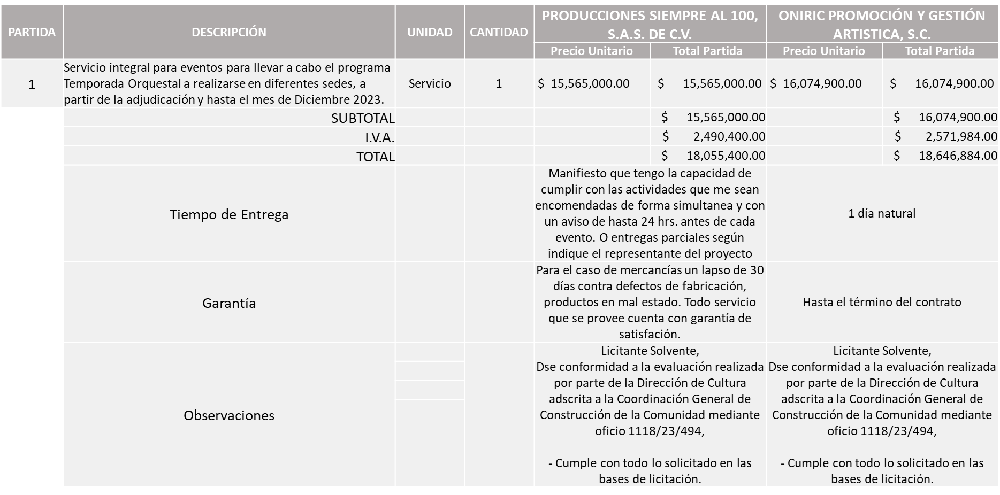 PARTIDA
DESCRIPCIÓN
UNIDAD
CANTIDAD
PRODUCCIONES SIEMPRE AL 100,
S.A.S. DE C.V.
ONIRIC PROMOCIÓN Y GESTIÓN
ARTISTICA, S.C.
Precio Unitario
Total Partida
Precio Unitario
Total Partida
1
Servicio integral para eventos para llevar a cabo el programa
Temporada Orquestal a realizarse en diferentes sedes, a
partir de la adjudicación y hasta el mes de Diciembre 2023.
Servicio
1
$ 15,565,000.00
$ 15,565,000.00
$ 16,074,900.00
$ 16,074,900.00
SUBTOTAL
$ 15,565,000.00
$ 16,074,900.00
I.V.A.
$ 2,490,400.00
$ 2,571,984.00
TOTAL
$ 18,055,400.00
$ 18,646,884.00
Tiempo de Entrega
Manifiesto que tengo la capacidad de
cumplir con las actividades que me sean
encomendadas de forma simultanea y con
un aviso de hasta 24 hrs. antes de cada
evento. O entregas parciales según
indique el representante del proyecto
1 día natural
Garantía
Para el caso de mercancías un lapso de 30
días contra defectos de fabricación,
productos en mal estado. Todo servicio
que se provee cuenta con garantía de
satisfacción.
Hasta el término del contrato
Observaciones
Licitante Solvente,
Dse conformidad a la evaluación realizada
por parte de la Dirección de Cultura
adscrita a la Coordinación General de
Construcción de la Comunidad mediante
oficio 1118/23/494,
- Cumple con todo lo solicitado en las
bases de licitación.
Licitante Solvente,
Dse conformidad a la evaluación realizada
por parte de la Dirección de Cultura
adscrita a la Coordinación General de
Construcción de la Comunidad mediante
oficio 1118/23/494,
- Cumple con todo lo solicitado en las
bases de licitación.